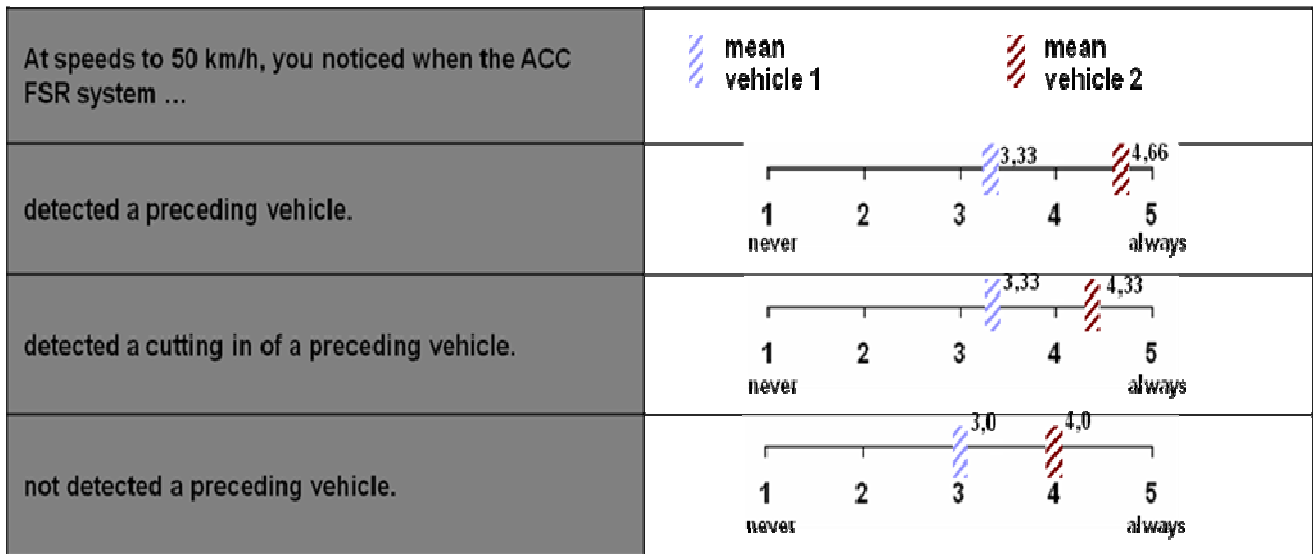 At speeds to 50 km/h, you noticed when the ACC
FSR system ...
mean
vehicle 1
mean
vehicle 2
detected a preceding vehicle.
3,33
4,66
1 2 3 4 5
never always
detected a cutting in of a preceding vehicle.
3,33
4,33
1 2 3 4 5
never always
not detected a preceding vehicle.
3,0
4,0
1 2 3 4 5
never always